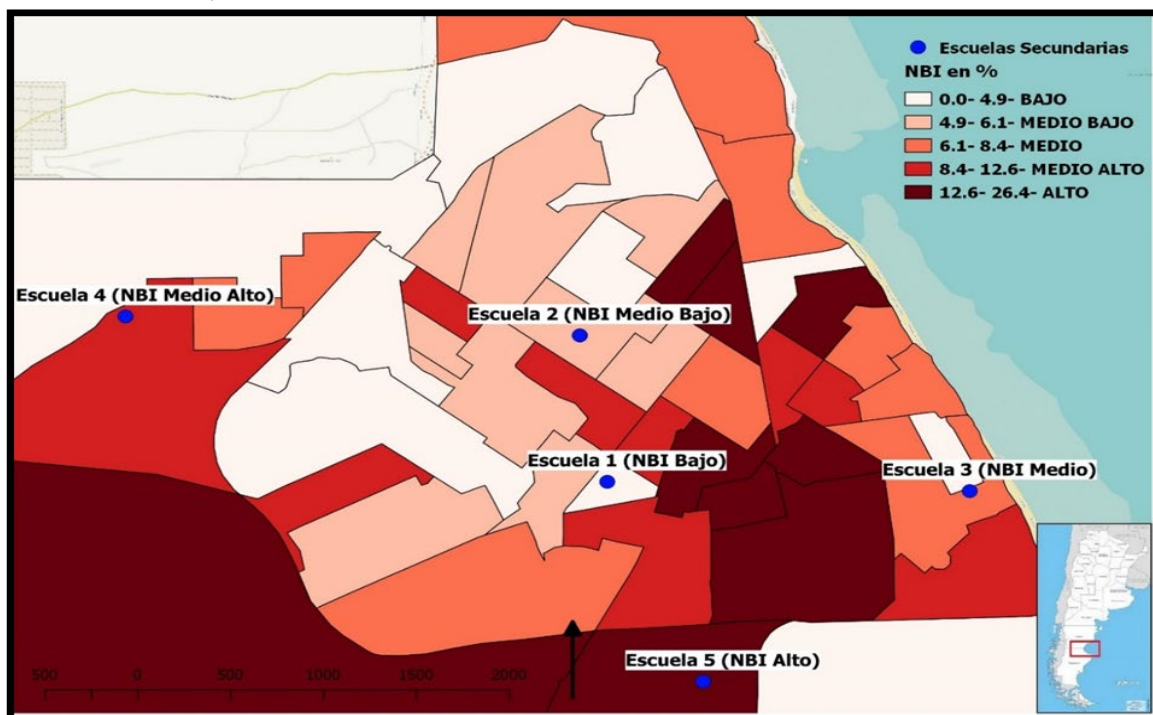 Escuelas Secundarias
NBI en %
0.0- 4.9- BAJO
4.9- 6.1- MEDIO BAJO
6.1- 8.4- MEDIO
8.4- 12.6- MEDIO ALTO
12.6- 26.4- ALTO
Escuela 4 (NBI Medio Alto)
Escuela 2 (NBI Medio Bajo)
Escuela 1 (NBI Bajo)
Escuela 3 (NBI Medio)
Escuela 5 (NBI Alto)
500 0 500 1000 1500 2000